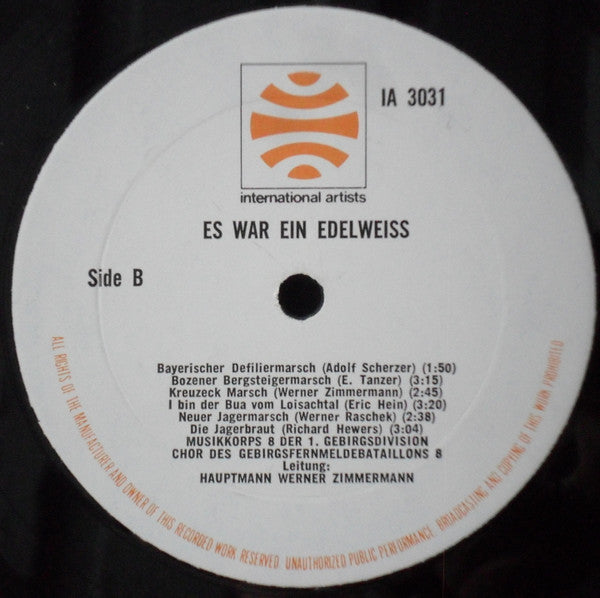 IA 3031
international artists
ES WAR EIN EDELWEISS
Side B
Bayerischer Defiliermarsch (Adolf Scherzer) (1:50)
Bozener Bergsteigermarsch (E. Tanzer) (3:15)
Kreuzeck Marsch (Werner Zimmermann) (2:45)
I bin der Bua vom Loisachtal (Eric Hein) (3:20)
Neuer Jagermarsch (Werner Raschek) (2:38)
Die Jagerbraut (Richard Hewers) (3:04)
MUSIKKORPS 8 DER 1. GEBIRGSDIVISION
CHOR DES GEBIRGSFERNMELDEBATAILLONS 8
Leitung:
HAUPTMANN WERNER ZIMMERMANN
ALL RIGHTS OF THE MANUFACTURER AND OWNER OF THIS RECORDED WORK RESERVED. UNAUTHORIZED PUBLIC PERFORMANCE, BROADCASTING AND COPYING OF THIS WORK PROHIBITED